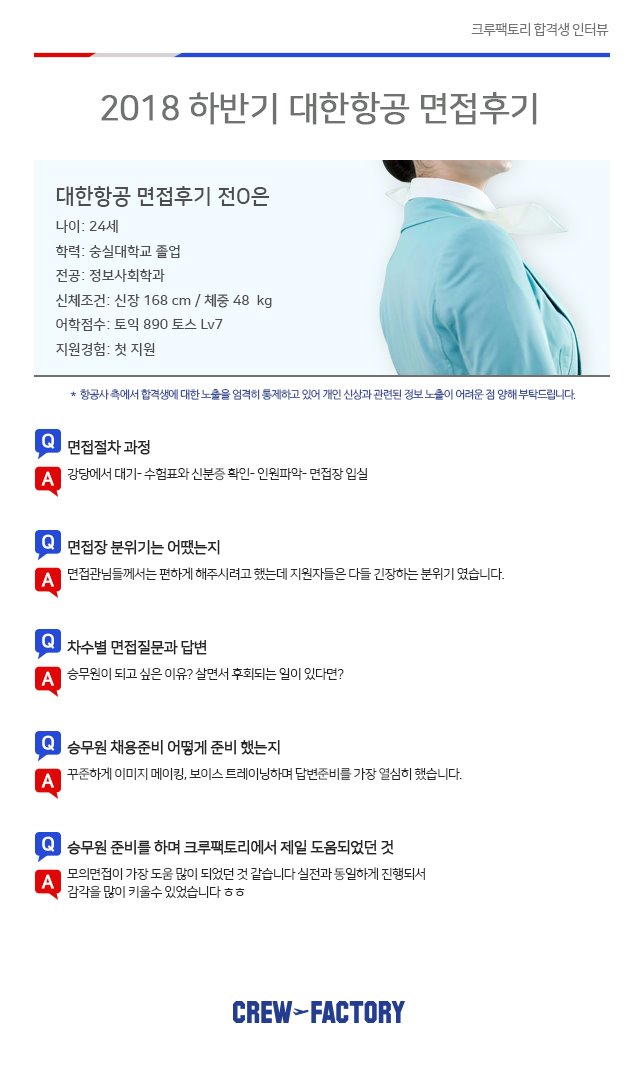 크루팩토리 합격생 인터뷰
2018 하반기 대한항공 면접후기
대한항공 면접후기 전O은
나이: 24세
학력: 숭실대학교 졸업
전공: 정보사회학과
신체조건: 신장 168 cm / 체중 48 kg
어학점수: 토익 890 토스 Lv7
지원경험: 첫 지원
* 항공사 측에서 합격생에 대한 노출을 엄격히 통제하고 있어 개인 신상과 관련된 정보 노출이 어려운 점 양해 부탁드립니다.
Q 면접절차 과정
A 강당에서 대기- 수험표와 신분증 확인- 인원파악- 면접장 입실
Q 면접장 분위기는 어땠는지
A 면접관님들께서는 편하게 해주시려고 했는데 지원자들은 다들 긴장하는 분위기 였습니다.
Q 차수별 면접질문과 답변
A 승무원이 되고 싶은 이유? 살면서 후회되는 일이 있다면?
Q 승무원 채용준비 어떻게 준비 했는지
A 꾸준하게 이미지 메이킹, 보이스 트레이닝하며 답변준비를 가장 열심히 했습니다.
Q 승무원 준비를 하며 크루팩토리에서 제일 도움되었던 것
A 모의면접이 가장 도움 많이 되었던 것 같습니다 실전과 동일하게 진행되서
감각을 많이 키울수 있었습니다 ㅎㅎ
CREW FACTORY